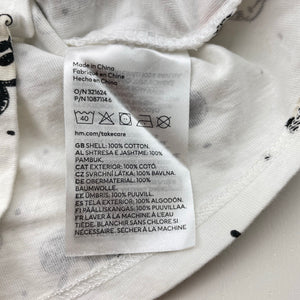 Made in China
Fabriqué en Chine
Hecho en China
O/N 321624
P/N 1087146
40
hm.com/takecare
GB SHELL: 100% COTTON.
AL SHTRESA E JASHTME: 100%
PAMBUK.
CAT EXTERIOR: 100% COTÓ.
CZ SVRCHNÍ LÁTKA: 100% BAVLNA.
DE OBERMATERIAL: 100%
BAUMWOLLE.
EE ÜMBRIS: 100% PUUVILL.
ES TELA EXTERIOR: 100% ALGODÓN
FI PÄÄLLISKANGAS: 100% PUUVILLAA.
FR LAVER À LA MACHINE À L'EAU
TIÈDE. BLANCHIR SANS CHLORE SI
NÉCESSAIRE. SÉCHER À LA MACHINE